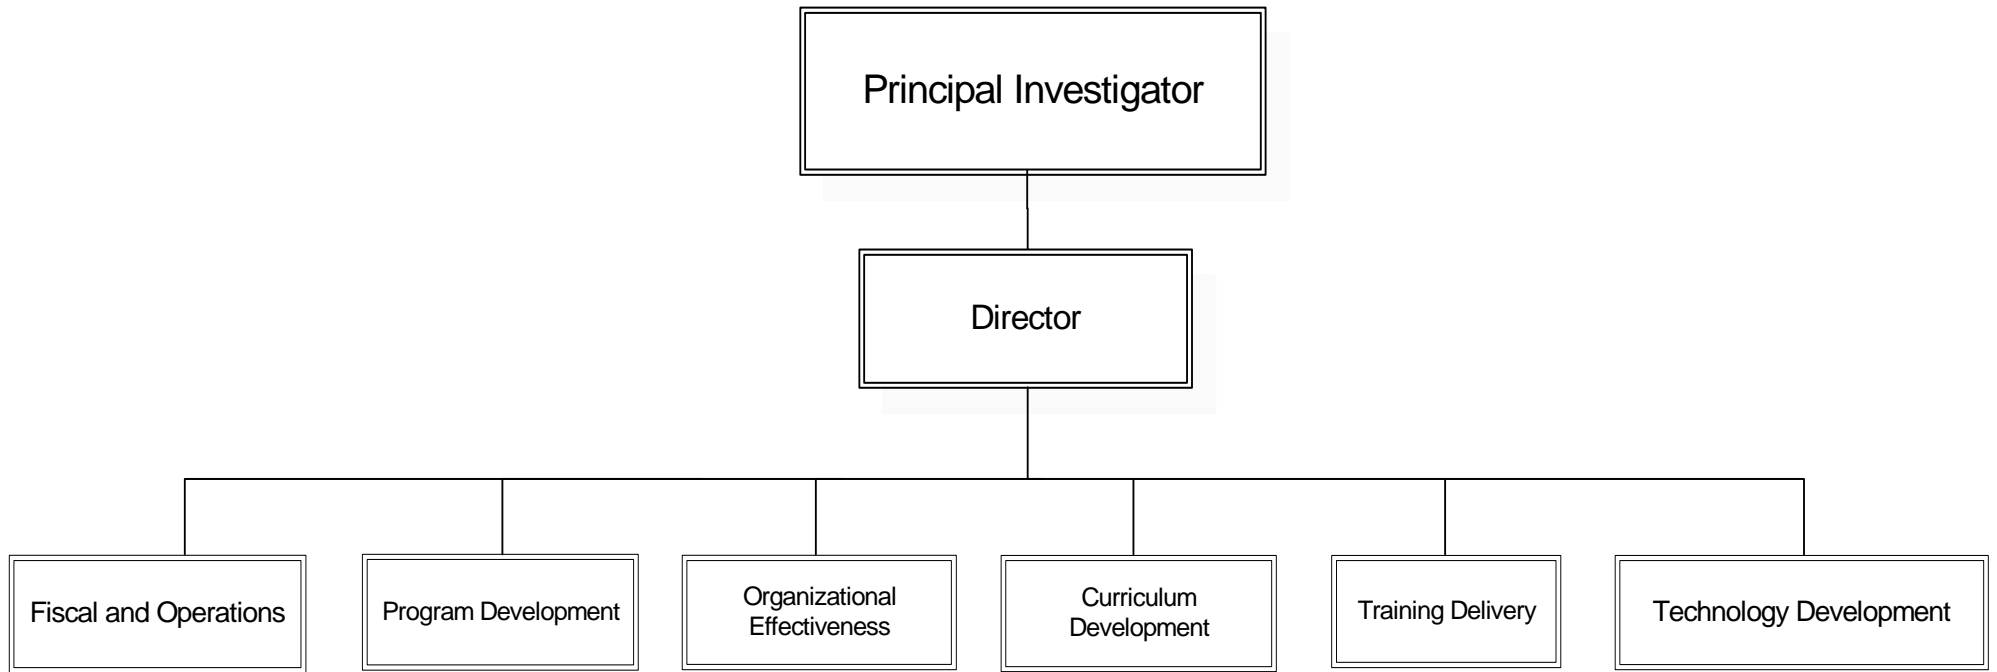 Principal Investigator
Director
Fiscal and Operations
Program Development
Organizational
Effectiveness
Curriculum
Development
Training Delivery
Technology Development